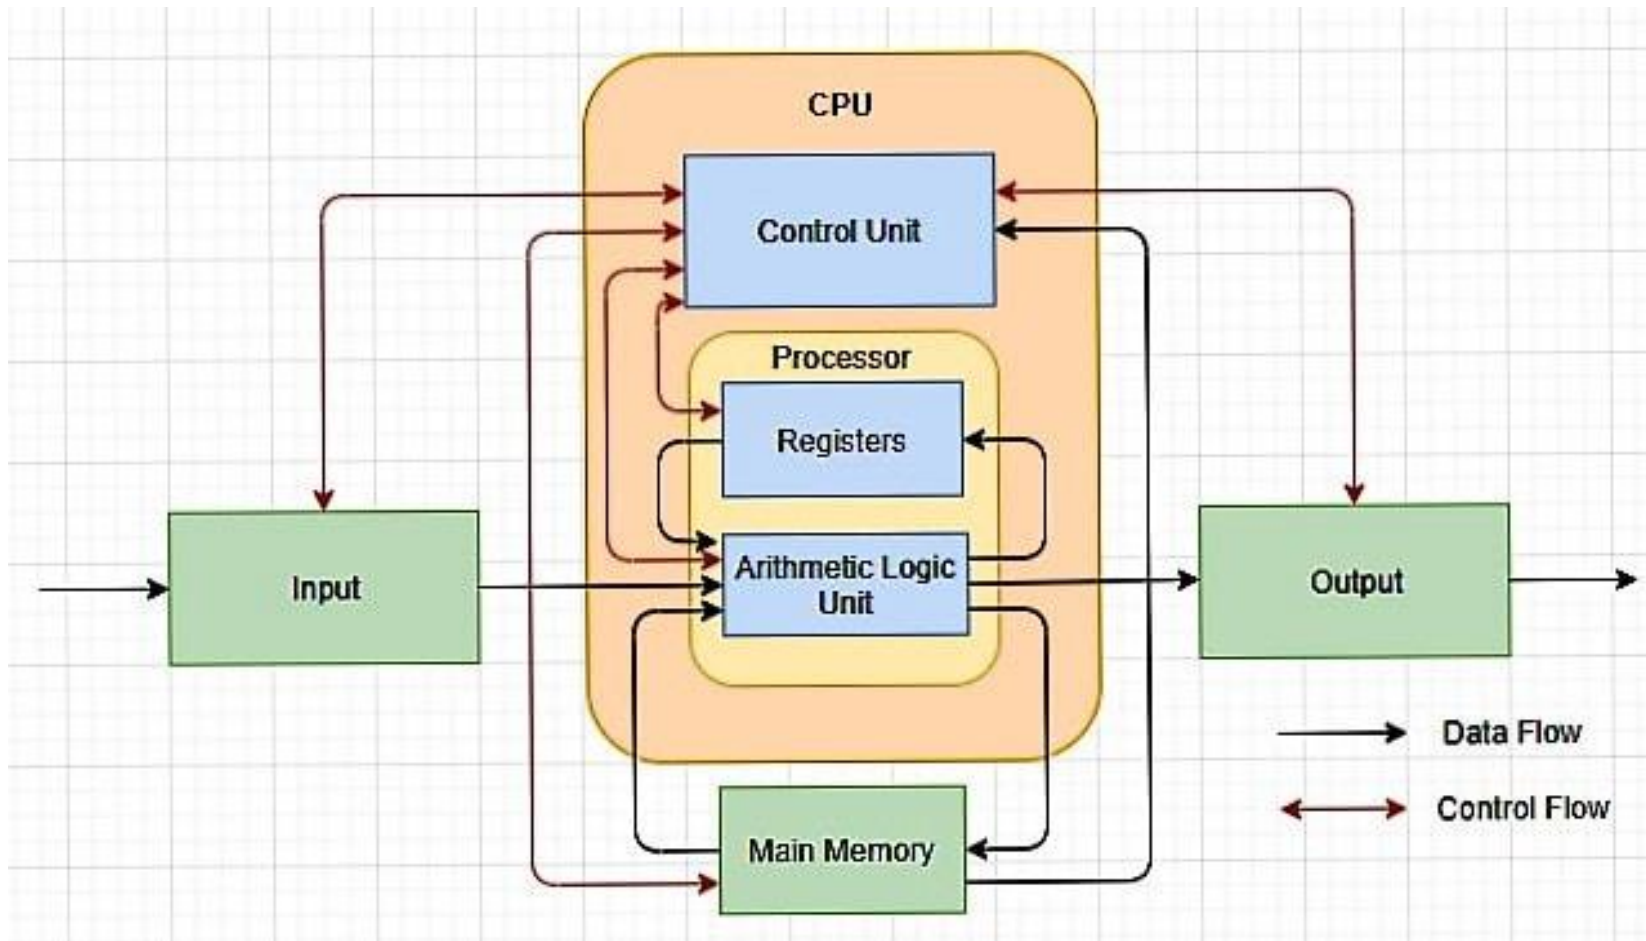 CPU
Control Unit
Processor
Registers
Arithmetic Logic
Unit
Input
Output
Main Memory
Data Flow
Control Flow